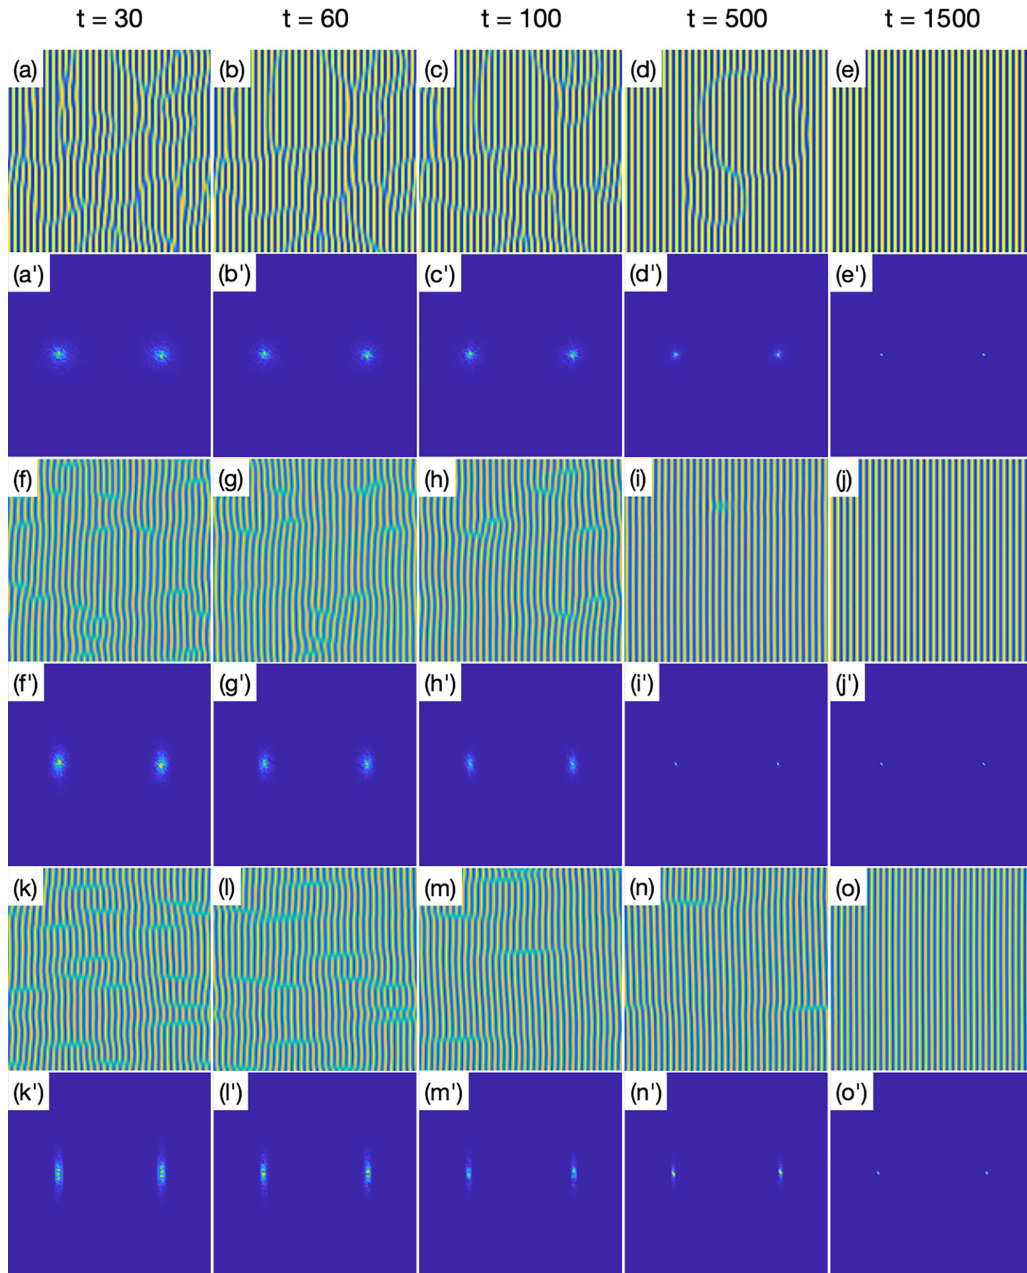 t = 30 t = 60 t = 100 t = 500 t = 1500
(a) (b) (c) (d) (e)
(a') (b') (c') (d') (e')
(f) (g) (h) (i) (j)
(f') (g') (h') (i') (j')
(k) (l) (m) (n) (o)
(k') (l') (m') (n') (o')